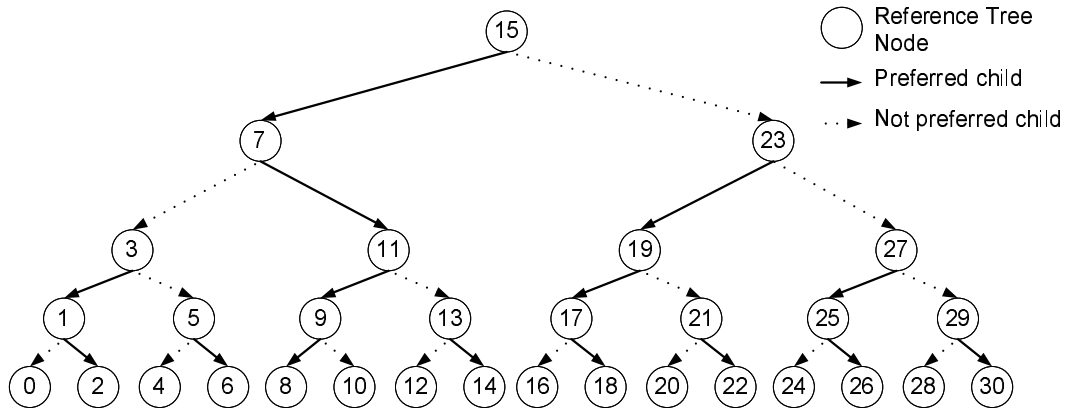 15
Reference Tree
Node
Preferred child
Not preferred child
7 23
3 11 19 27
1 5 9 13 17 21 25 29
0 2 4 6 8 10 12 14 16 18 20 22 24 26 28 30